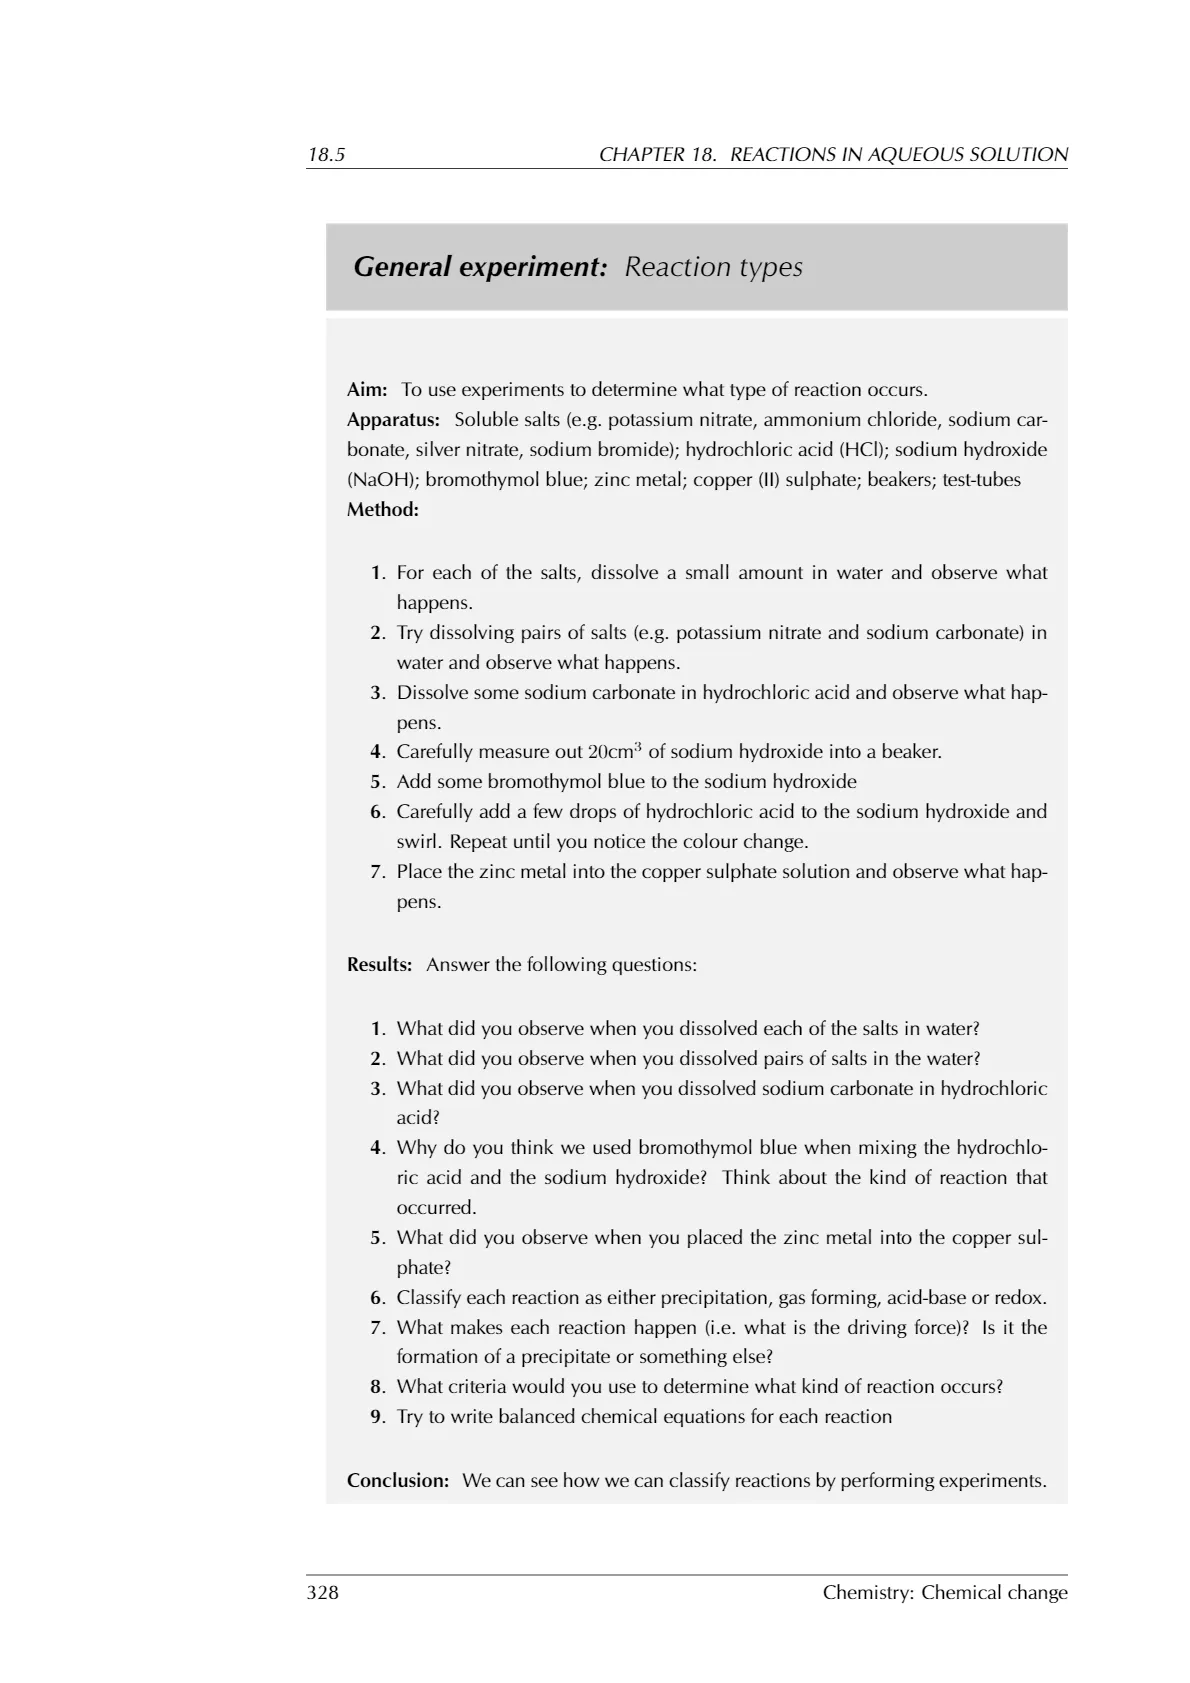 18.5 CHAPTER 18. REACTIONS IN AQUEOUS SOLUTION
General experiment: Reaction types
Aim: To use experiments to determine what type of reaction occurs.
Apparatus: Soluble salts (e.g. potassium nitrate, ammonium chloride, sodium car-
bonate, silver nitrate, sodium bromide); hydrochloric acid (HCl); sodium hydroxide
(NaOH); bromothymol blue; zinc metal; copper (II) sulphate; beakers; test-tubes
Method:
1. For each of the salts, dissolve a small amount in water and observe what
happens.
2. Try dissolving pairs of salts (e.g. potassium nitrate and sodium carbonate) in
water and observe what happens.
3. Dissolve some sodium carbonate in hydrochloric acid and observe what hap-
pens.
4. Carefully measure out 20cm³ of sodium hydroxide into a beaker.
5. Add some bromothymol blue to the sodium hydroxide
6. Carefully add a few drops of hydrochloric acid to the sodium hydroxide and
swirl. Repeat until you notice the colour change.
7. Place the zinc metal into the copper sulphate solution and observe what hap-
pens.
Results: Answer the following questions:
1. What did you observe when you dissolved each of the salts in water?
2. What did you observe when you dissolved pairs of salts in the water?
3. What did you observe when you dissolved sodium carbonate in hydrochloric
acid?
4. Why do you think we used bromothymol blue when mixing the hydrochlo-
ric acid and the sodium hydroxide? Think about the kind of reaction that
occurred.
5. What did you observe when you placed the zinc metal into the copper sul-
phate?
6. Classify each reaction as either precipitation, gas forming, acid-base or redox.
7. What makes each reaction happen (i.e. what is the driving force)? Is it the
formation of a precipitate or something else?
8. What criteria would you use to determine what kind of reaction occurs?
9. Try to write balanced chemical equations for each reaction
Conclusion: We can see how we can classify reactions by performing experiments.
328 Chemistry: Chemical change